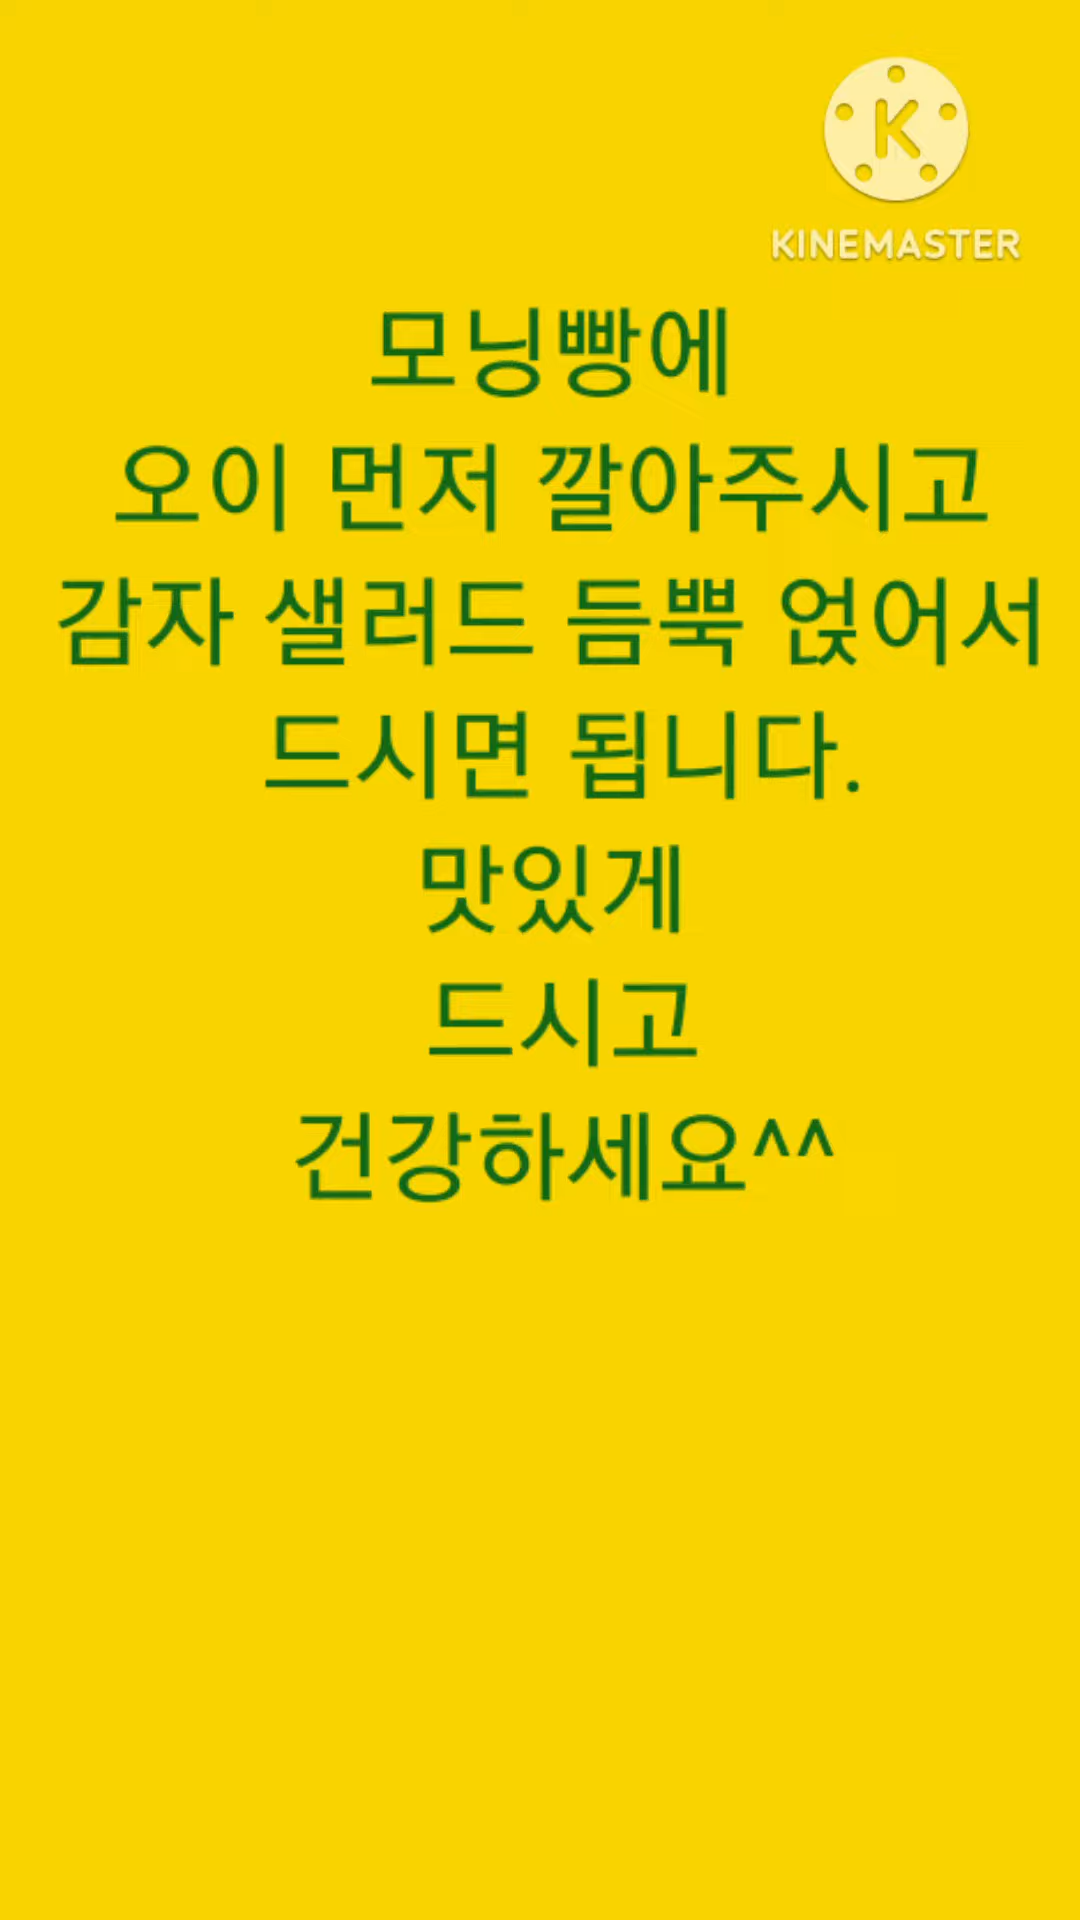 KINEMASTER
모닝빵에
오이 먼저 깔아주시고
감자 샐러드 듬뿍 얹어서
드시면 됩니다.
맛있게
드시고
건강하세요^^